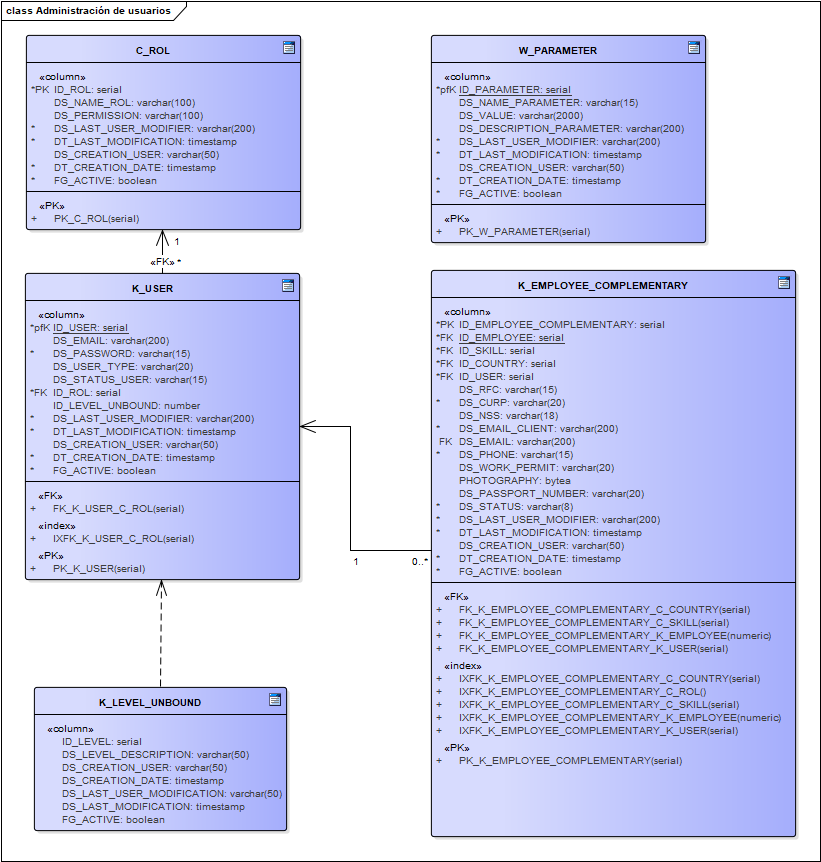 class Administración de usuarios
C_ROL
«column»
*PK ID_ROL: serial
DS_NAME_ROL: varchar(100)
DS_PERMISSION: varchar(100)
* DS_LAST_USER_MODIFIER: varchar(200)
* DT_LAST_MODIFICATION: timestamp
DS_CREATION_USER: varchar(50)
* DT_CREATION_DATE: timestamp
* FG_ACTIVE: boolean
«PK»
+ PK_C_ROL(serial)
W_PARAMETER
«column»
*pfK ID_PARAMETER: serial
DS_NAME_PARAMETER: varchar(15)
DS_VALUE: varchar(2000)
DS_DESCRIPTION_PARAMETER: varchar(200)
* DS_LAST_USER_MODIFIER: varchar(200)
* DT_LAST_MODIFICATION: timestamp
DS_CREATION_USER: varchar(50)
* DT_CREATION_DATE: timestamp
* FG_ACTIVE: boolean
«PK»
+ PK_W_PARAMETER(serial)
1
«FK» *
K_USER
«column»
*pfK ID_USER: serial
DS_EMAIL: varchar(200)
* DS_PASSWORD: varchar(15)
DS_USER_TYPE: varchar(20)
DS_STATUS_USER: varchar(15)
*FK ID_ROL: serial
ID_LEVEL_UNBOUND: number
* DS_LAST_USER_MODIFIER: varchar(200)
* DT_LAST_MODIFICATION: timestamp
DS_CREATION_USER: varchar(50)
* DT_CREATION_DATE: timestamp
* FG_ACTIVE: boolean
«FK»
+ FK_K_USER_C_ROL(serial)
«index»
+ IXFK_K_USER_C_ROL(serial)
«PK»
+ PK_K_USER(serial)
1
0..*
K_EMPLOYEE_COMPLEMENTARY
«column»
*PK ID_EMPLOYEE_COMPLEMENTARY: serial
*FK ID_EMPLOYEE: serial
*FK ID_SKILL: serial
*FK ID_COUNTRY: serial
*FK ID_USER: serial
DS_RFC: varchar(15)
* DS_CURP: varchar(20)
DS_NSS: varchar(18)
* DS_EMAIL_CLIENT: varchar(200)
FK DS_EMAIL: varchar(200)
* DS_PHONE: varchar(15)
DS_WORK_PERMIT: varchar(20)
PHOTOGRAPHY: bytea
DS_PASSPORT_NUMBER: varchar(20)
* DS_STATUS: varchar(8)
* DS_LAST_USER_MODIFIER: varchar(200)
* DT_LAST_MODIFICATION: timestamp
DS_CREATION_USER: varchar(50)
* DT_CREATION_DATE: timestamp
* FG_ACTIVE: boolean
«FK»
+ FK_K_EMPLOYEE_COMPLEMENTARY_C_COUNTRY(serial)
+ FK_K_EMPLOYEE_COMPLEMENTARY_C_SKILL(serial)
+ FK_K_EMPLOYEE_COMPLEMENTARY_K_EMPLOYEE(numeric)
+ FK_K_EMPLOYEE_COMPLEMENTARY_K_USER(serial)
«index»
+ IXFK_K_EMPLOYEE_COMPLEMENTARY_C_COUNTRY(serial)
+ IXFK_K_EMPLOYEE_COMPLEMENTARY_C_ROL()
+ IXFK_K_EMPLOYEE_COMPLEMENTARY_C_SKILL(serial)
+ IXFK_K_EMPLOYEE_COMPLEMENTARY_K_EMPLOYEE(numeric)
+ IXFK_K_EMPLOYEE_COMPLEMENTARY_K_USER(serial)
«PK»
+ PK_K_EMPLOYEE_COMPLEMENTARY(serial)
K_LEVEL_UNBOUND
«column»
ID_LEVEL: serial
DS_LEVEL_DESCRIPTION: varchar(50)
DS_CREATION_USER: varchar(50)
DS_CREATION_DATE: timestamp
DS_LAST_USER_MODIFICATION: varchar(50)
DS_LAST_MODIFICATION: timestamp
FG_ACTIVE: boolean